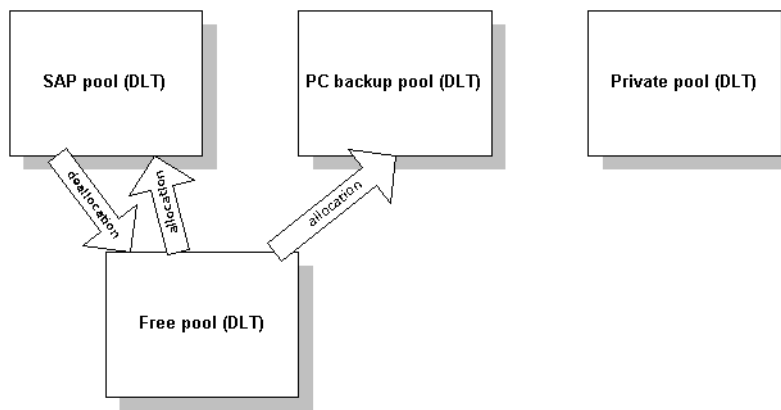 SAP pool (DLT)
PC backup pool (DLT)
Private pool (DLT)
deallocation
allocation
allocation
Free pool (DLT)